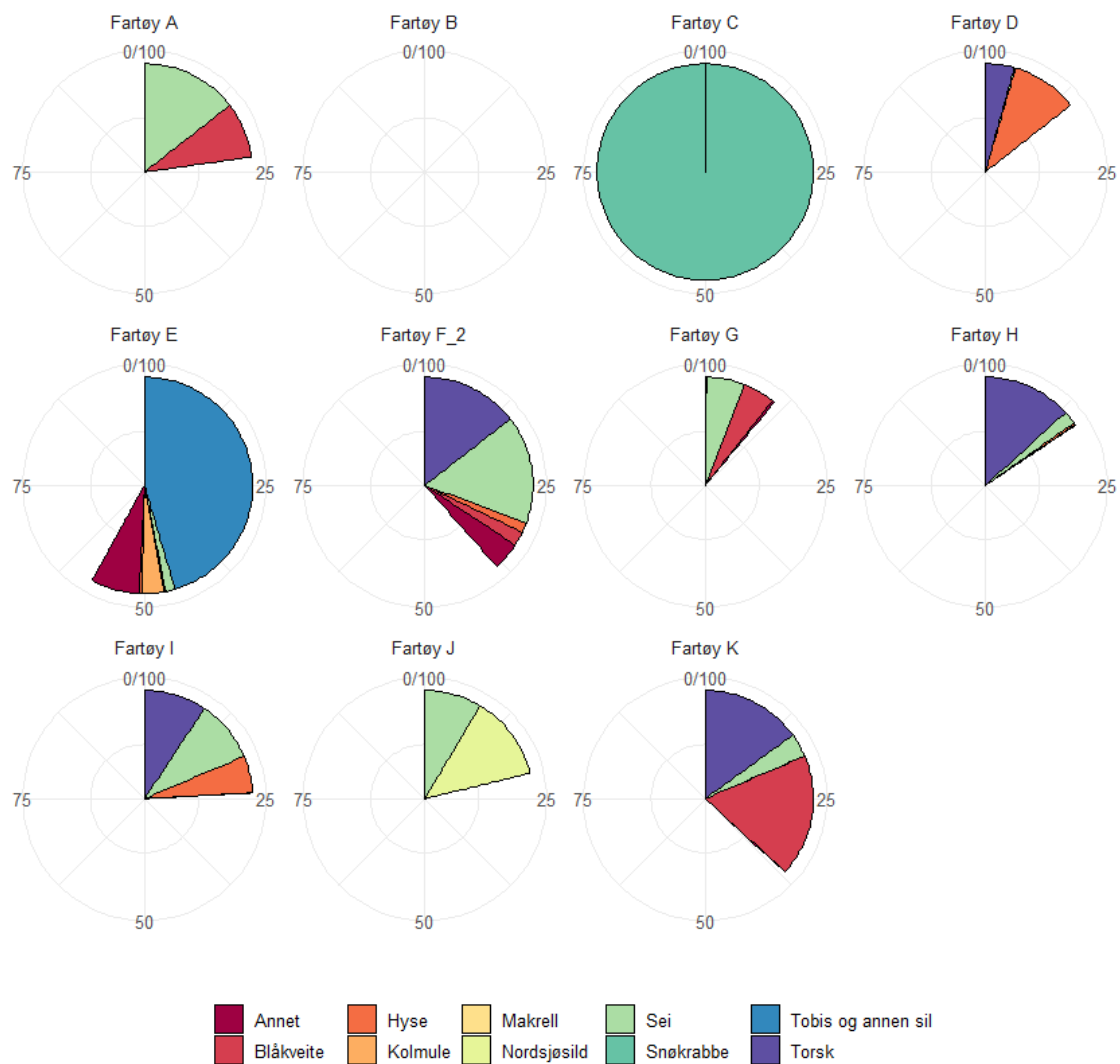 Fartøy A Fartøy B Fartøy C Fartøy D
0/100 0/100 0/100 0/100
75 25 75 25 75 25 75 25
50 50 50 50
Fartøy E Fartøy F_2 Fartøy G Fartøy H
0/100 0/100 0/100 0/100
75 25 75 25 75 25 75 25
50 50 50 50
Fartøy I Fartøy J Fartøy K
0/100 0/100 0/100
75 25 75 25 75 25
50 50 50
Annet Hyse Makrell Sei Tobis og annen sil
Blåkveite Kolmule Nordsjøsild Snøkrabbe Torsk